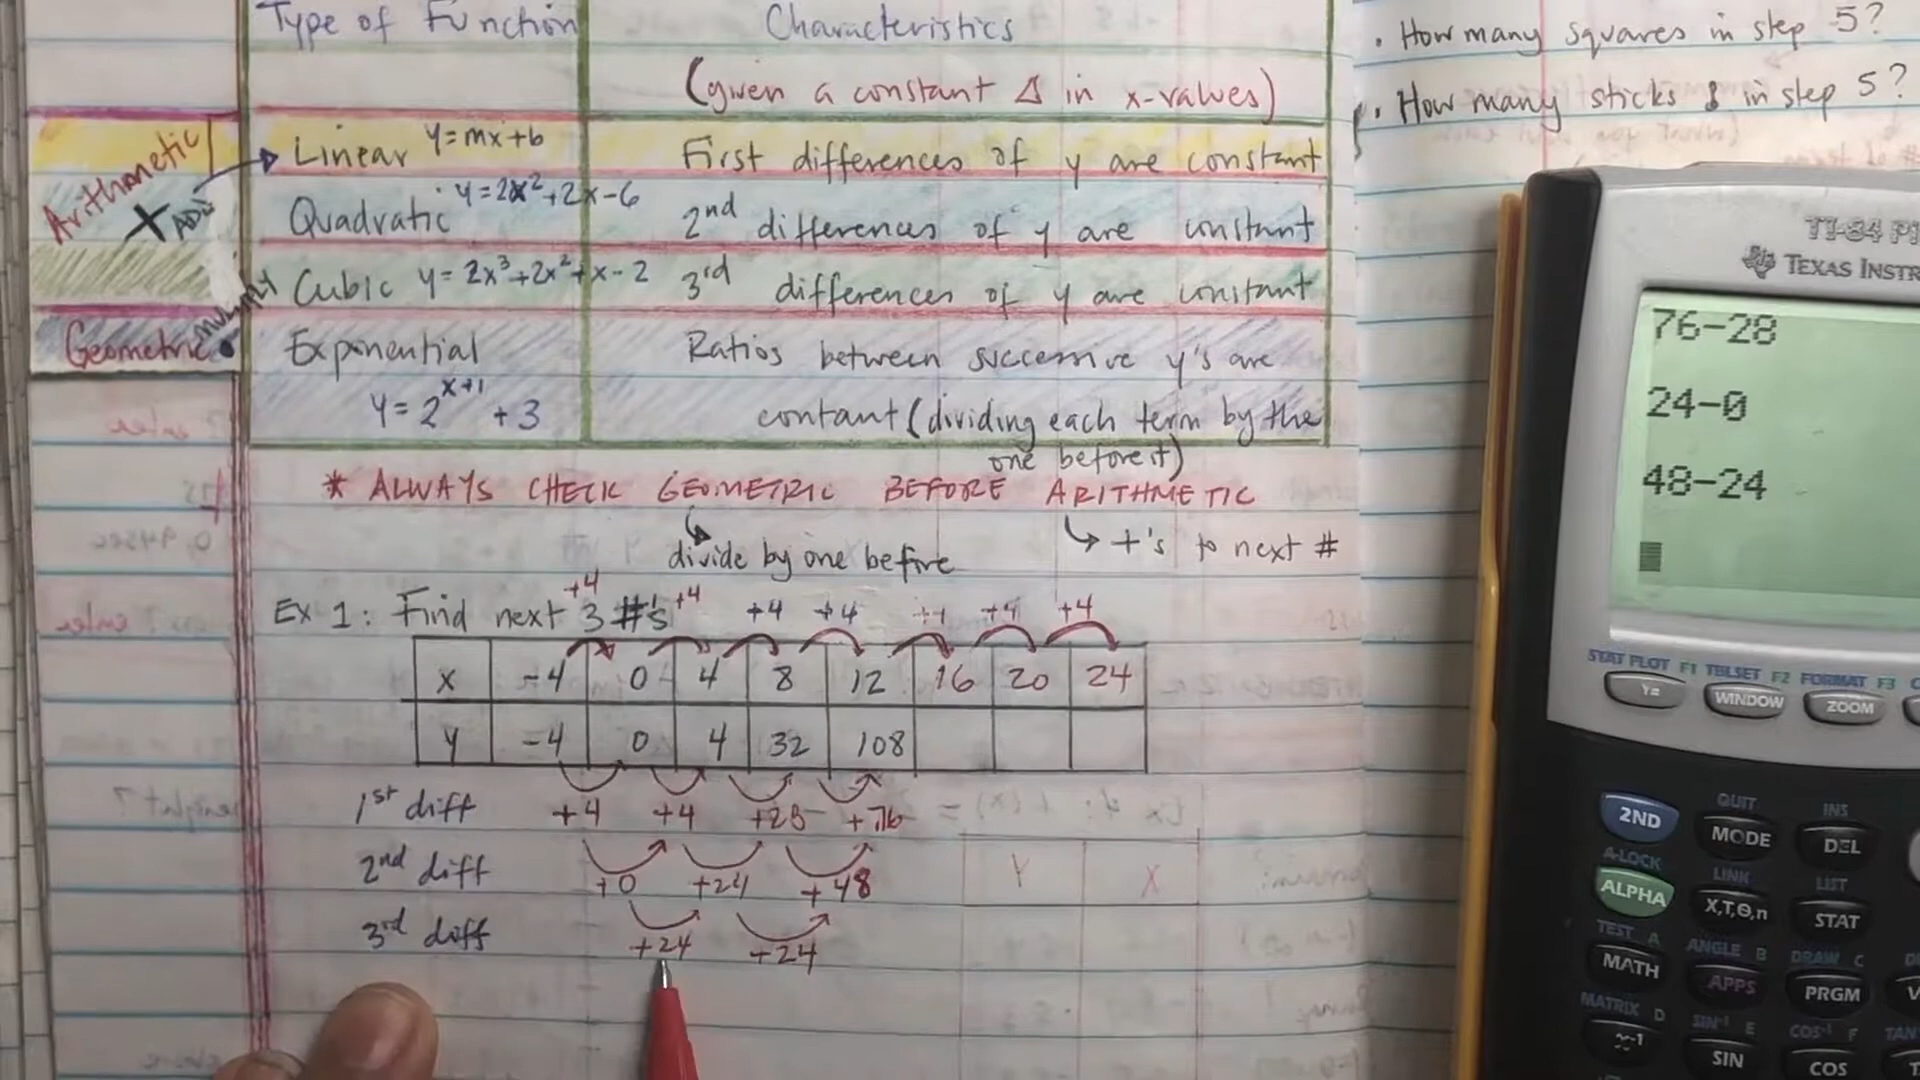 Type of Function
Characteristics
(given a constant Δ in x-values)
Arithmetic
ADD
Linear y=mx+b
First differences of y are constant
Quadratic y=2x²+2x-6
2nd differences of y are constant
Cubic y=2x³+2x²+x-2
3rd differences of y are constant
Geometric
multiply
Exponential
y=2^x+1 +3
Ratios between successive y's are
contant (dividing each term by the
one before it)
* ALWAYS CHECK GEOMETRIC BEFORE ARITHMETIC
divide by one before
+'s to next #
Ex 1: Find next 3 #'s
+4 +4 +4 +4 +4 +4 +4
x -4 0 4 8 12 16 20 24
y -4 0 4 32 108
1st diff +4 +4 +28 +76
2nd diff +0 +24 +48
3rd diff +24 +24
. How many squares in step 5?
. How many sticks in step 5?
TI-84 Pl
TEXAS INSTR
76-28
24-0
48-24
STAT PLOT F1 TBLSET F2 FORMAT F3 C
Y= WINDOW ZOOM
QUIT INS
2ND MODE DEL
A-LOCK LINK LIST
ALPHA X,T,Θ,n STAT
TEST A ANGLE B DRAW C
MATH APPS PRGM
MATRIX D SIN⁻¹ E COS⁻¹ F TAN
x⁻¹ SIN COS